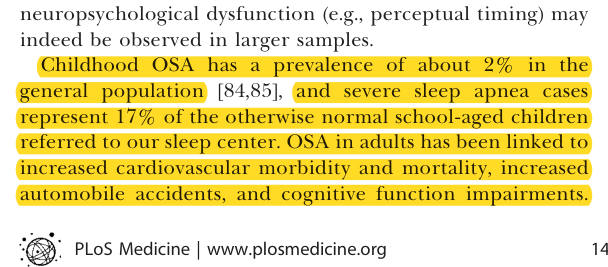 neuropsychological dysfunction (e.g., perceptual timing) may
indeed be observed in larger samples.
Childhood OSA has a prevalence of about 2% in the
general population [84,85], and severe sleep apnea cases
represent 17% of the otherwise normal school-aged children
referred to our sleep center. OSA in adults has been linked to
increased cardiovascular morbidity and mortality, increased
automobile accidents, and cognitive function impairments.
PLoS Medicine | www.plosmedicine.org 14